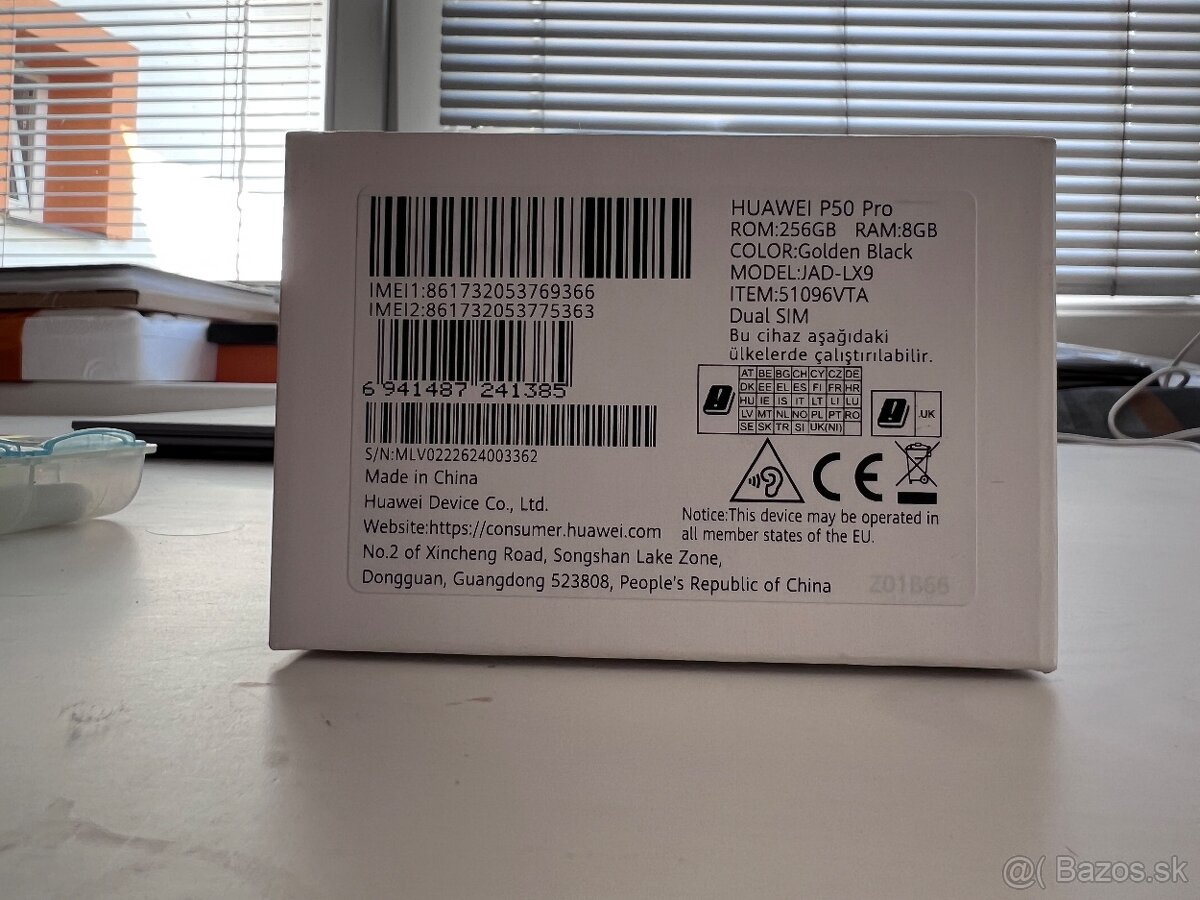 IMEI1:861732053769366
IMEI2:861732053775363
6 941487 241385
S/N:MLV0222624003362
Made in China
Huawei Device Co., Ltd.
Website:https://consumer.huawei.com
No.2 of Xincheng Road, Songshan Lake Zone,
Dongguan, Guangdong 523808, People's Republic of China
HUAWEI P50 Pro
ROM:256GB RAM:8GB
COLOR:Golden Black
MODEL:JAD-LX9
ITEM:51096VTA
Dual SIM
Bu cihaz aşağıdaki
ülkelerde çalıştırılabilir.
AT BE BG CH CY CZ DE
DK EE EL ES FI FR HR
HU IE IS IT LT LI LU
LV MT NL NO PL PT RO
SE SK TR SI UK(NI)
UK
CE
Notice:This device may be operated in
all member states of the EU.
Z01B66
@( Bazos.sk